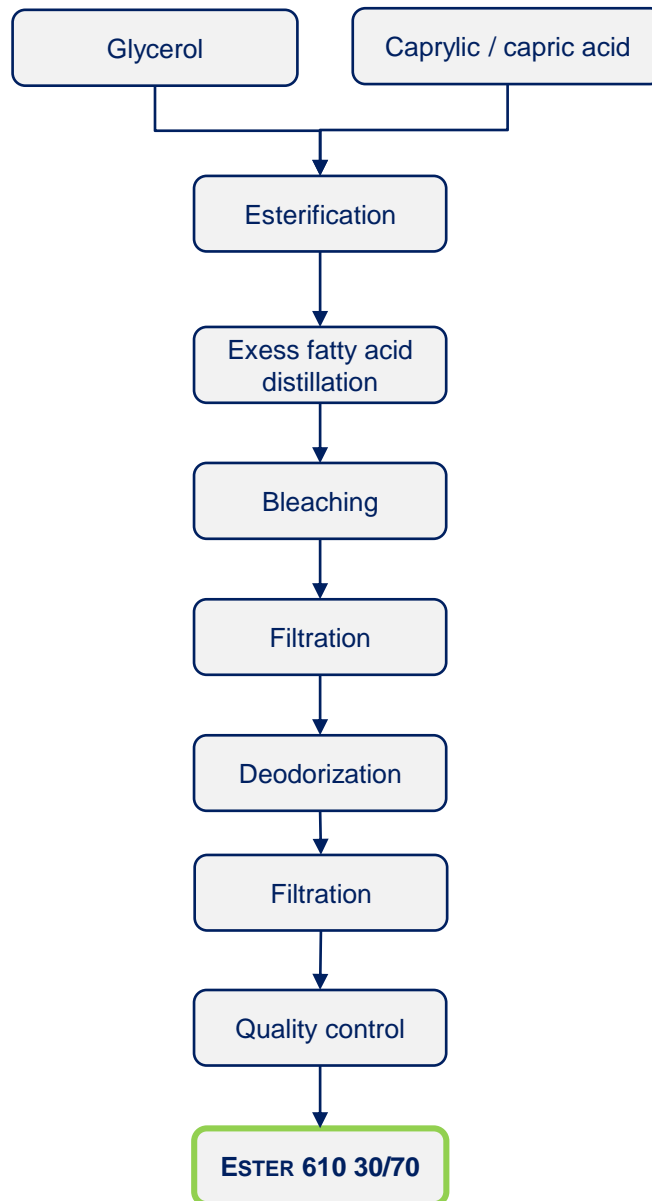 Glycerol
Caprylic / capric acid
Esterification
Exess fatty acid
distillation
Bleaching
Filtration
Deodorization
Filtration
Quality control
ESTER 610 30/70